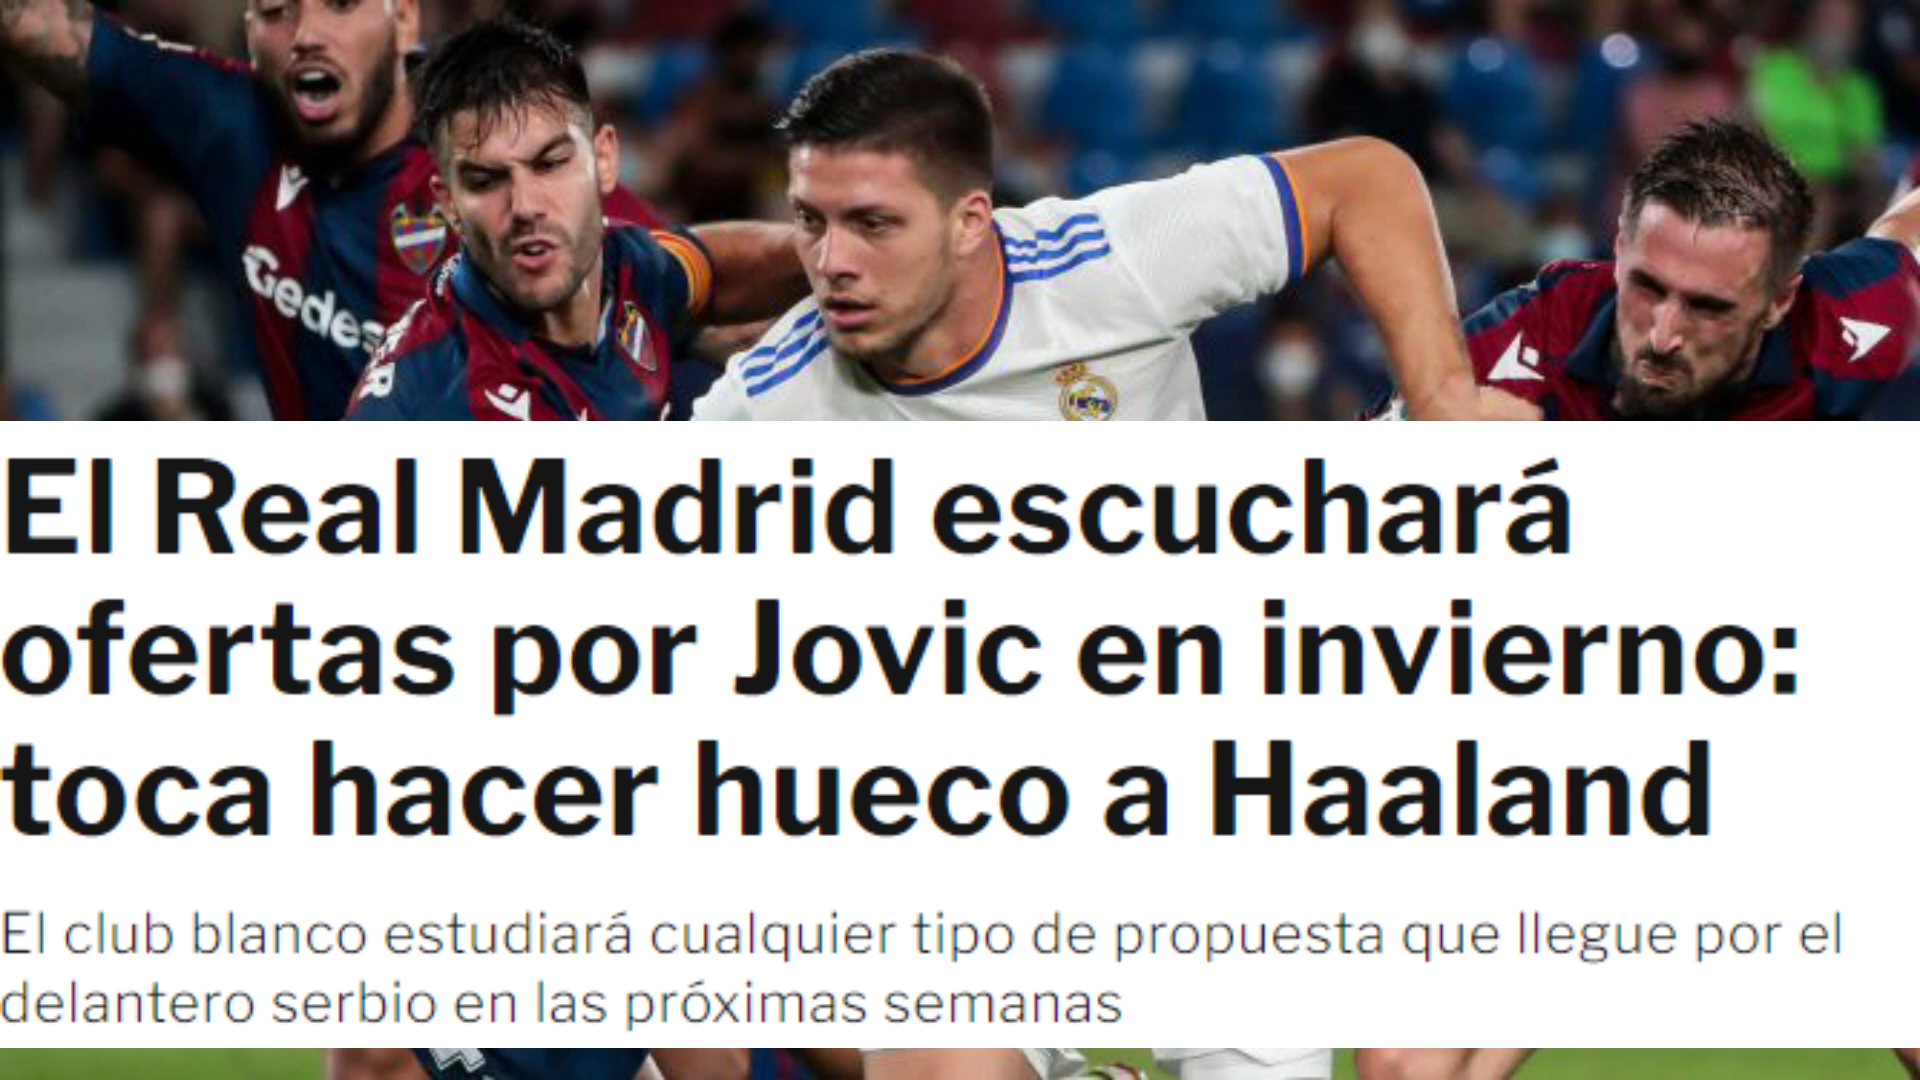 Gedes
El Real Madrid escuchará
ofertas por Jovic en invierno:
toca hacer hueco a Haaland
El club blanco estudiará cualquier tipo de propuesta que llegue por el
delantero serbio en las próximas semanas